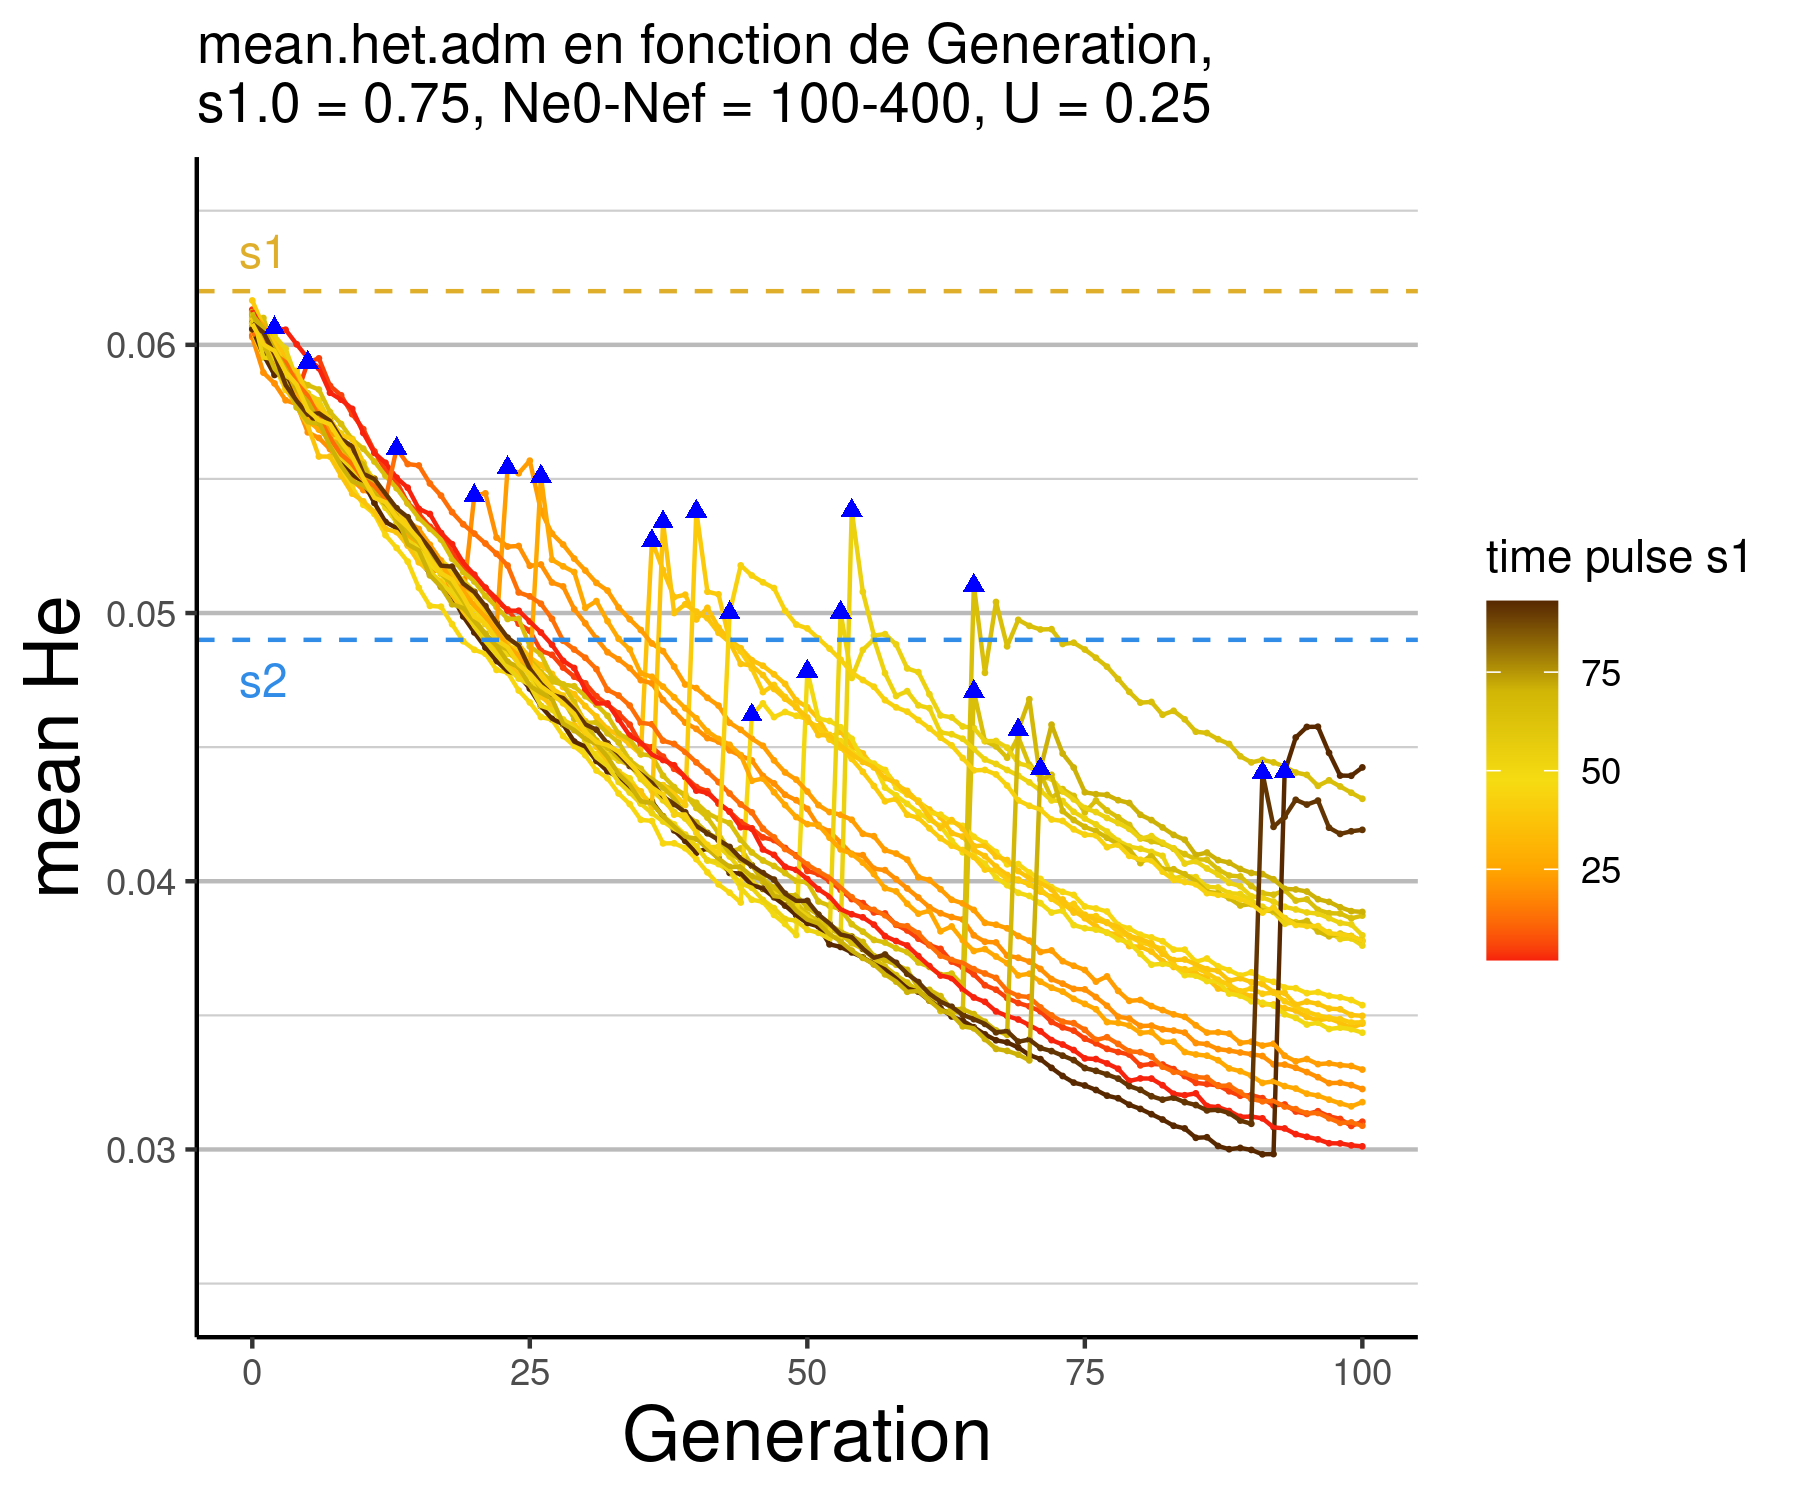 mean.het.adm en fonction de Generation,
s1.0 = 0.75, Ne0-Nef = 100-400, U = 0.25
s1
s2
mean He
0.06
0.05
0.04
0.03
0
25
50
75
100
Generation
time pulse s1
75
50
25